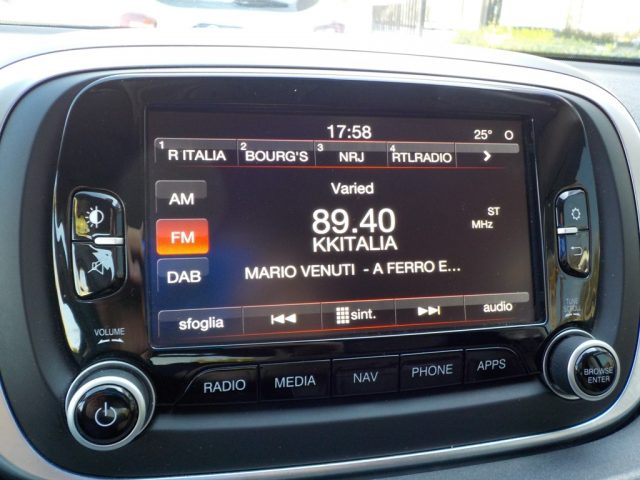 17:58 25° O
1 R ITALIA 2 BOURG'S 3 NRJ 4 RTLRADIO >
Varied
AM
89.40 ST
MHz
FM
KKITALIA
DAB
MARIO VENUTI - A FERRO E...
sfoglia sint. audio
VOLUME
RADIO MEDIA NAV PHONE APPS
TUNE
BROWSE
ENTER